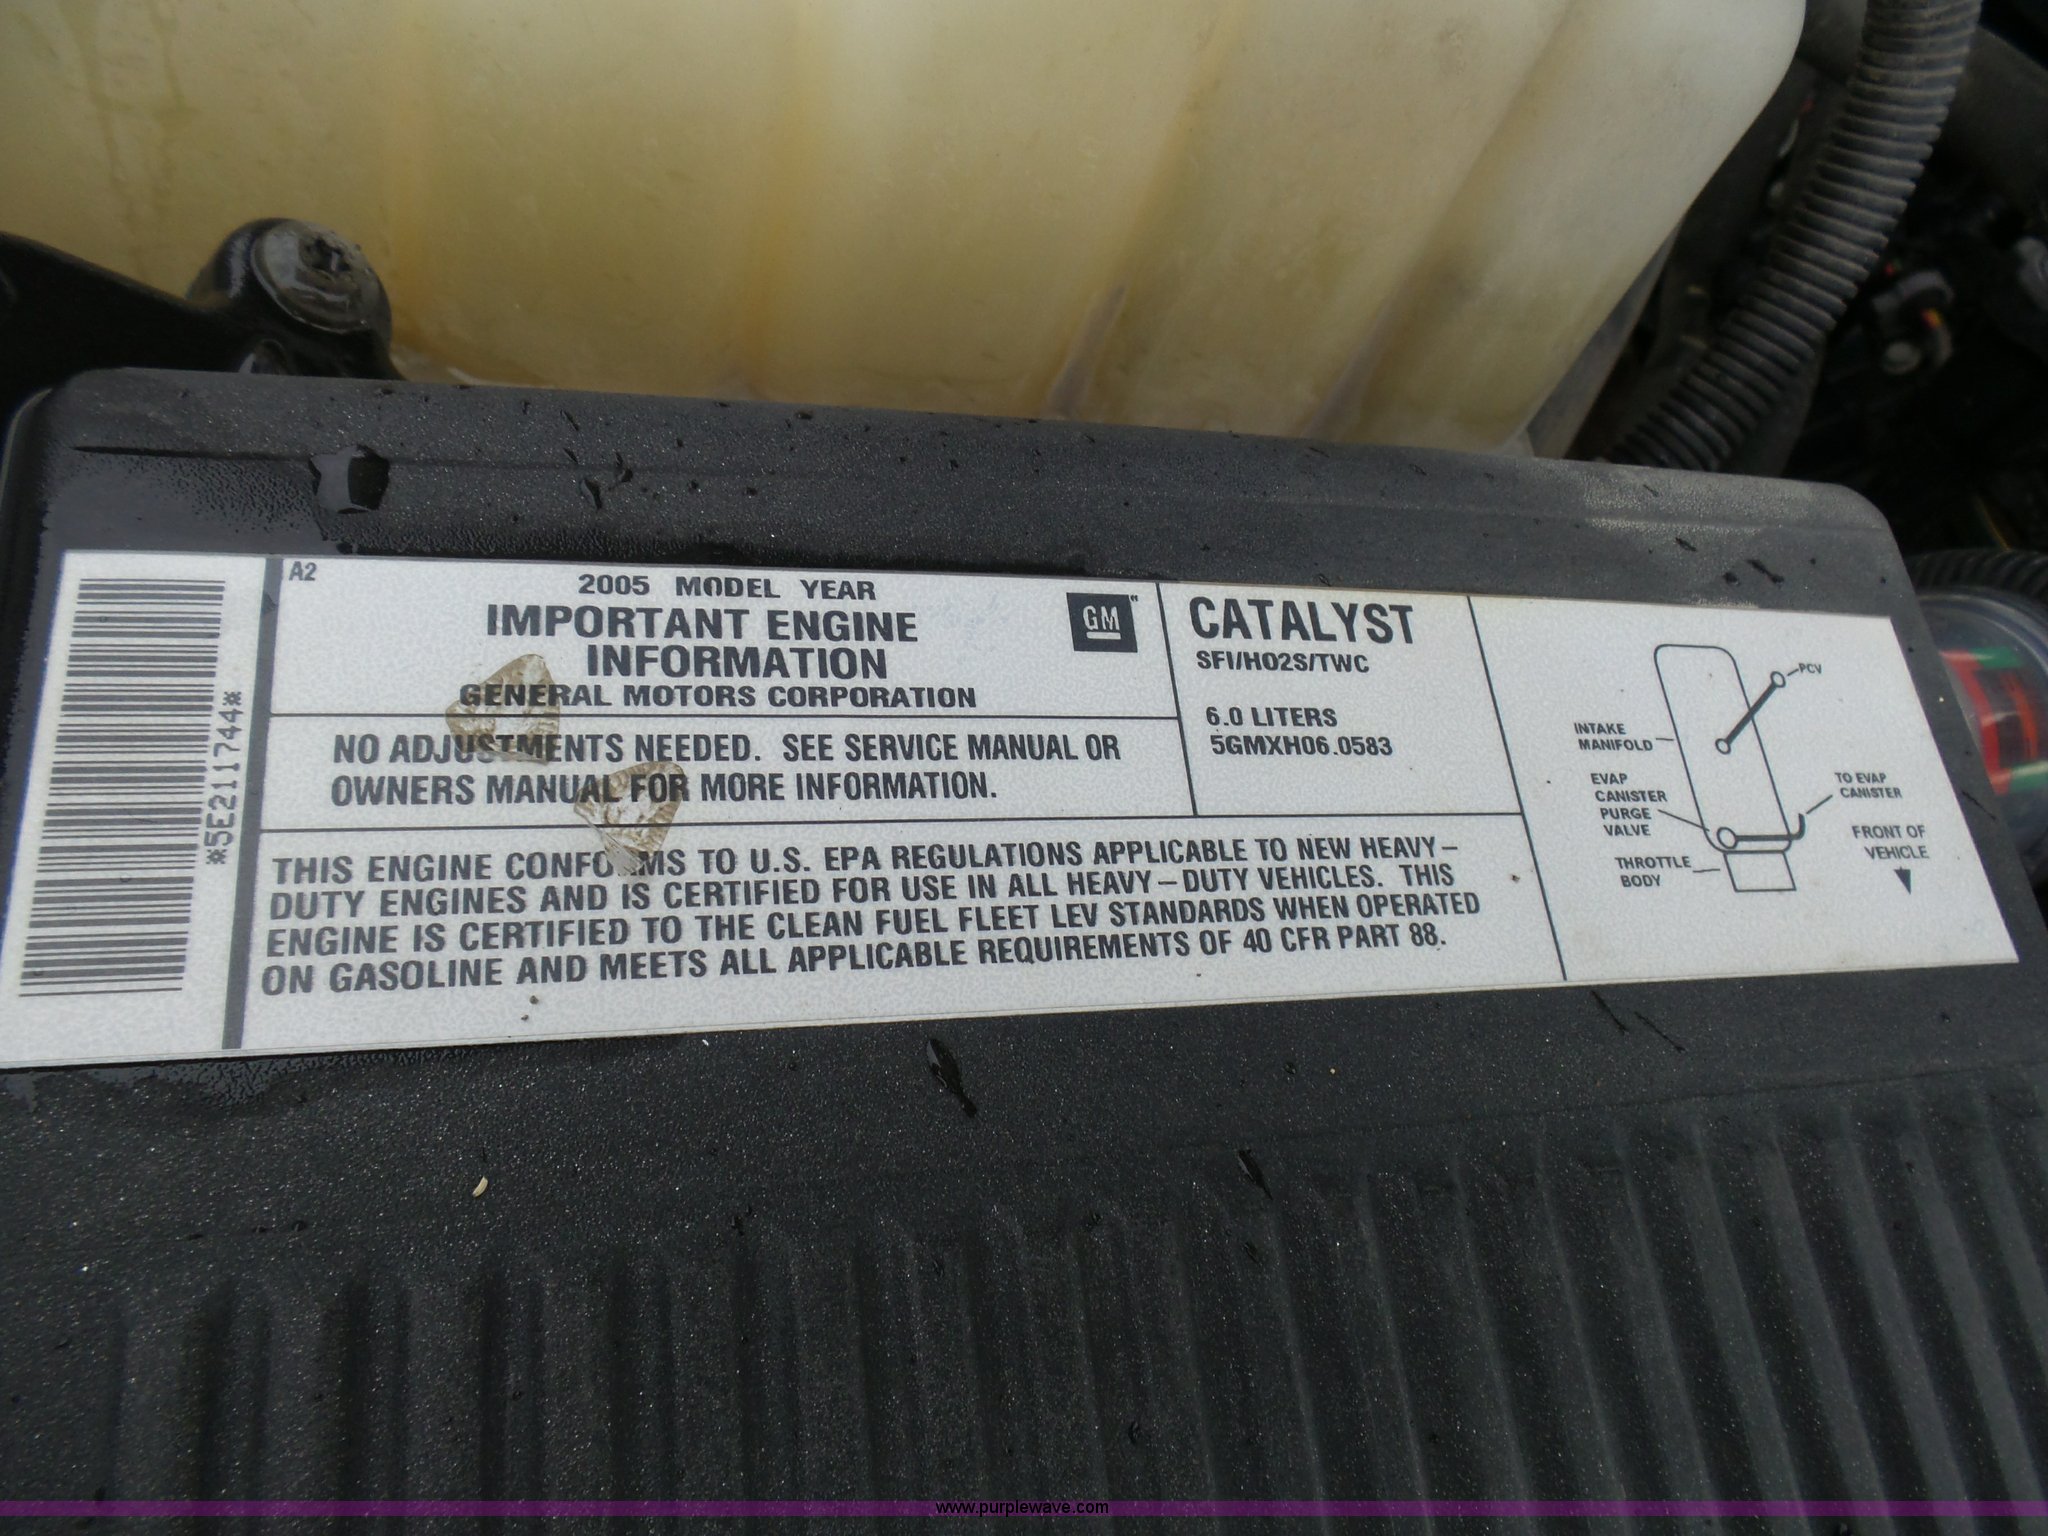 *5E211744*
A2
2005 MODEL YEAR
IMPORTANT ENGINE
INFORMATION
GENERAL MOTORS CORPORATION
GM
NO ADJUSTMENTS NEEDED. SEE SERVICE MANUAL OR
OWNERS MANUAL FOR MORE INFORMATION.
THIS ENGINE CONFORMS TO U.S. EPA REGULATIONS APPLICABLE TO NEW HEAVY-
DUTY ENGINES AND IS CERTIFIED FOR USE IN ALL HEAVY-DUTY VEHICLES. THIS
ENGINE IS CERTIFIED TO THE CLEAN FUEL FLEET LEV STANDARDS WHEN OPERATED
ON GASOLINE AND MEETS ALL APPLICABLE REQUIREMENTS OF 40 CFR PART 88.
CATALYST
SFI/HO2S/TWC
6.0 LITERS
5GMXH06.0583
PCV
INTAKE
MANIFOLD
EVAP
CANISTER
PURGE
VALVE
TO EVAP
CANISTER
THROTTLE
BODY
FRONT OF
VEHICLE
www.purplewave.com